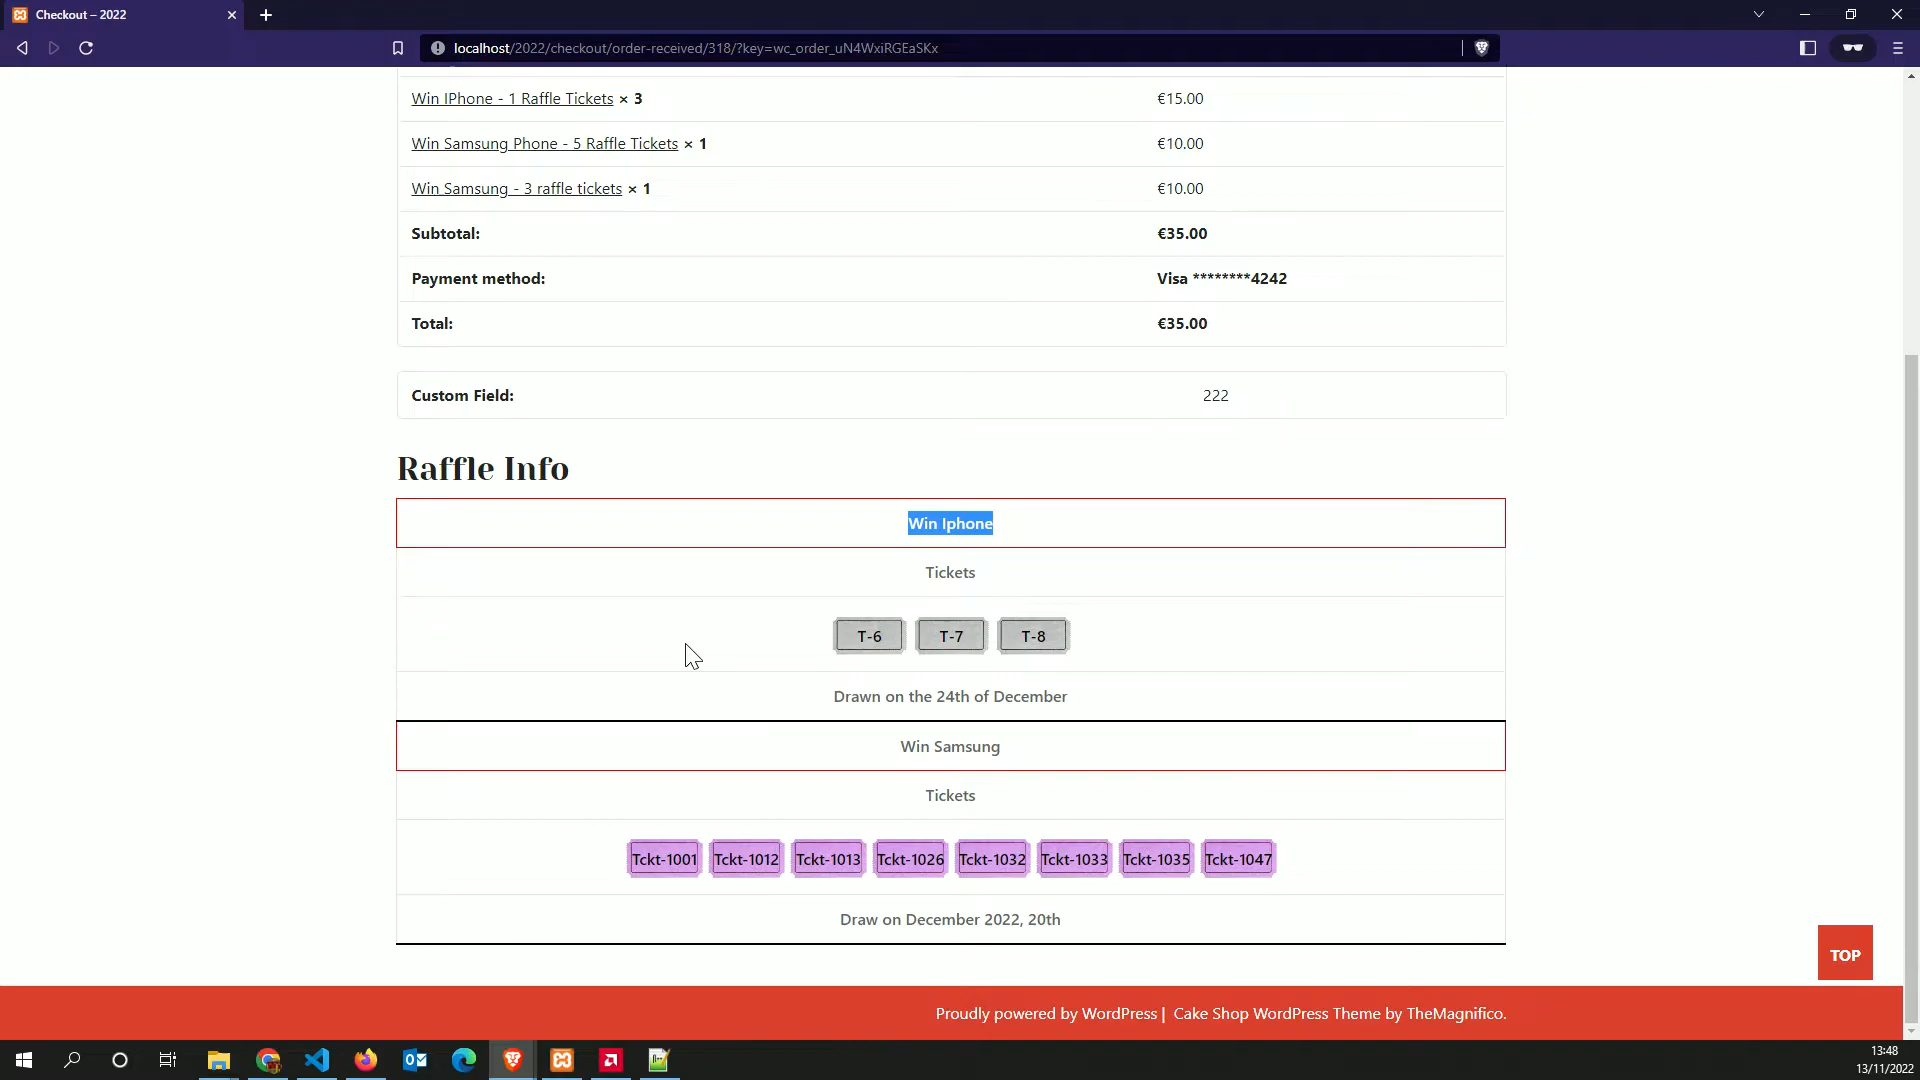 Checkout – 2022
localhost/2022/checkout/order-received/318/?key=wc_order_uN4WxiRGEaSKx
Win IPhone - 1 Raffle Tickets × 3 €15.00
Win Samsung Phone - 5 Raffle Tickets × 1 €10.00
Win Samsung - 3 raffle tickets × 1 €10.00
Subtotal: €35.00
Payment method: Visa ********4242
Total: €35.00
Custom Field: 222
Raffle Info
Win Iphone
Tickets
T-6 T-7 T-8
Drawn on the 24th of December
Win Samsung
Tickets
Tckt-1001 Tckt-1012 Tckt-1013 Tckt-1026 Tckt-1032 Tckt-1033 Tckt-1035 Tckt-1047
Draw on December 2022, 20th
TOP
Proudly powered by WordPress | Cake Shop WordPress Theme by TheMagnifico.
13:48
13/11/2022